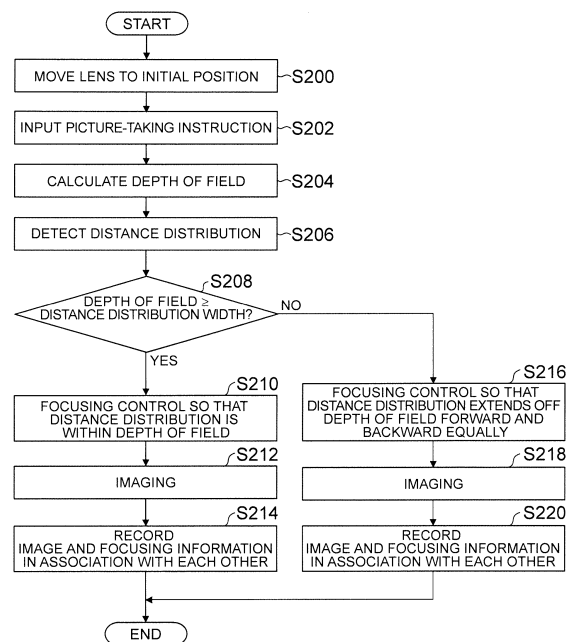 START
MOVE LENS TO INITIAL POSITION
S200
INPUT PICTURE-TAKING INSTRUCTION
S202
CALCULATE DEPTH OF FIELD
S204
DETECT DISTANCE DISTRIBUTION
S206
S208
DEPTH OF FIELD ≥
DISTANCE DISTRIBUTION WIDTH?
NO
YES
S210
FOCUSING CONTROL SO THAT
DISTANCE DISTRIBUTION IS
WITHIN DEPTH OF FIELD
S212
IMAGING
S214
RECORD
IMAGE AND FOCUSING INFORMATION
IN ASSOCIATION WITH EACH OTHER
S216
FOCUSING CONTROL SO THAT
DISTANCE DISTRIBUTION EXTENDS OFF
DEPTH OF FIELD FORWARD AND
BACKWARD EQUALLY
S218
IMAGING
S220
RECORD
IMAGE AND FOCUSING INFORMATION
IN ASSOCIATION WITH EACH OTHER
END